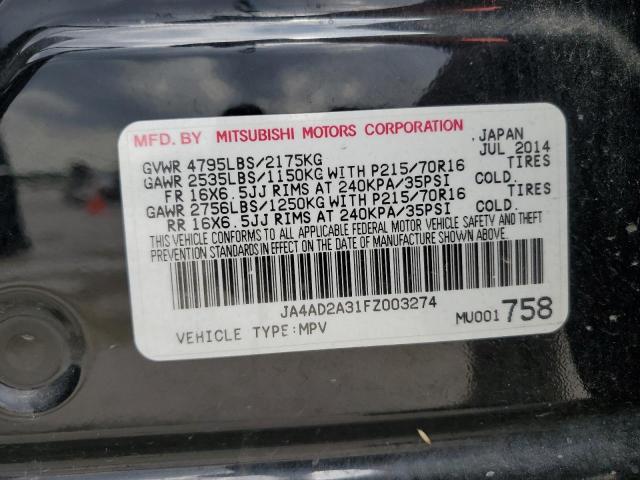 MFD. BY MITSUBISHI MOTORS CORPORATION JAPAN
GVWR 4795LBS/2175KG JUL 2014
GAWR 2535LBS/1150KG WITH P215/70R16 TIRES
FR 16X6.5JJ RIMS AT 240KPA/35PSI COLD.
GAWR 2756LBS/1250KG WITH P215/70R16 TIRES
RR 16X6.5JJ RIMS AT 240KPA/35PSI COLD.
THIS VEHICLE CONFORMS TO ALL APPLICABLE FEDERAL MOTOR VEHICLE SAFETY AND THEFT
PREVENTION STANDARDS IN EFFECT ON THE DATE OF MANUFACTURE SHOWN ABOVE.
JA4AD2A31FZ003274
VEHICLE TYPE:MPV MU001 758